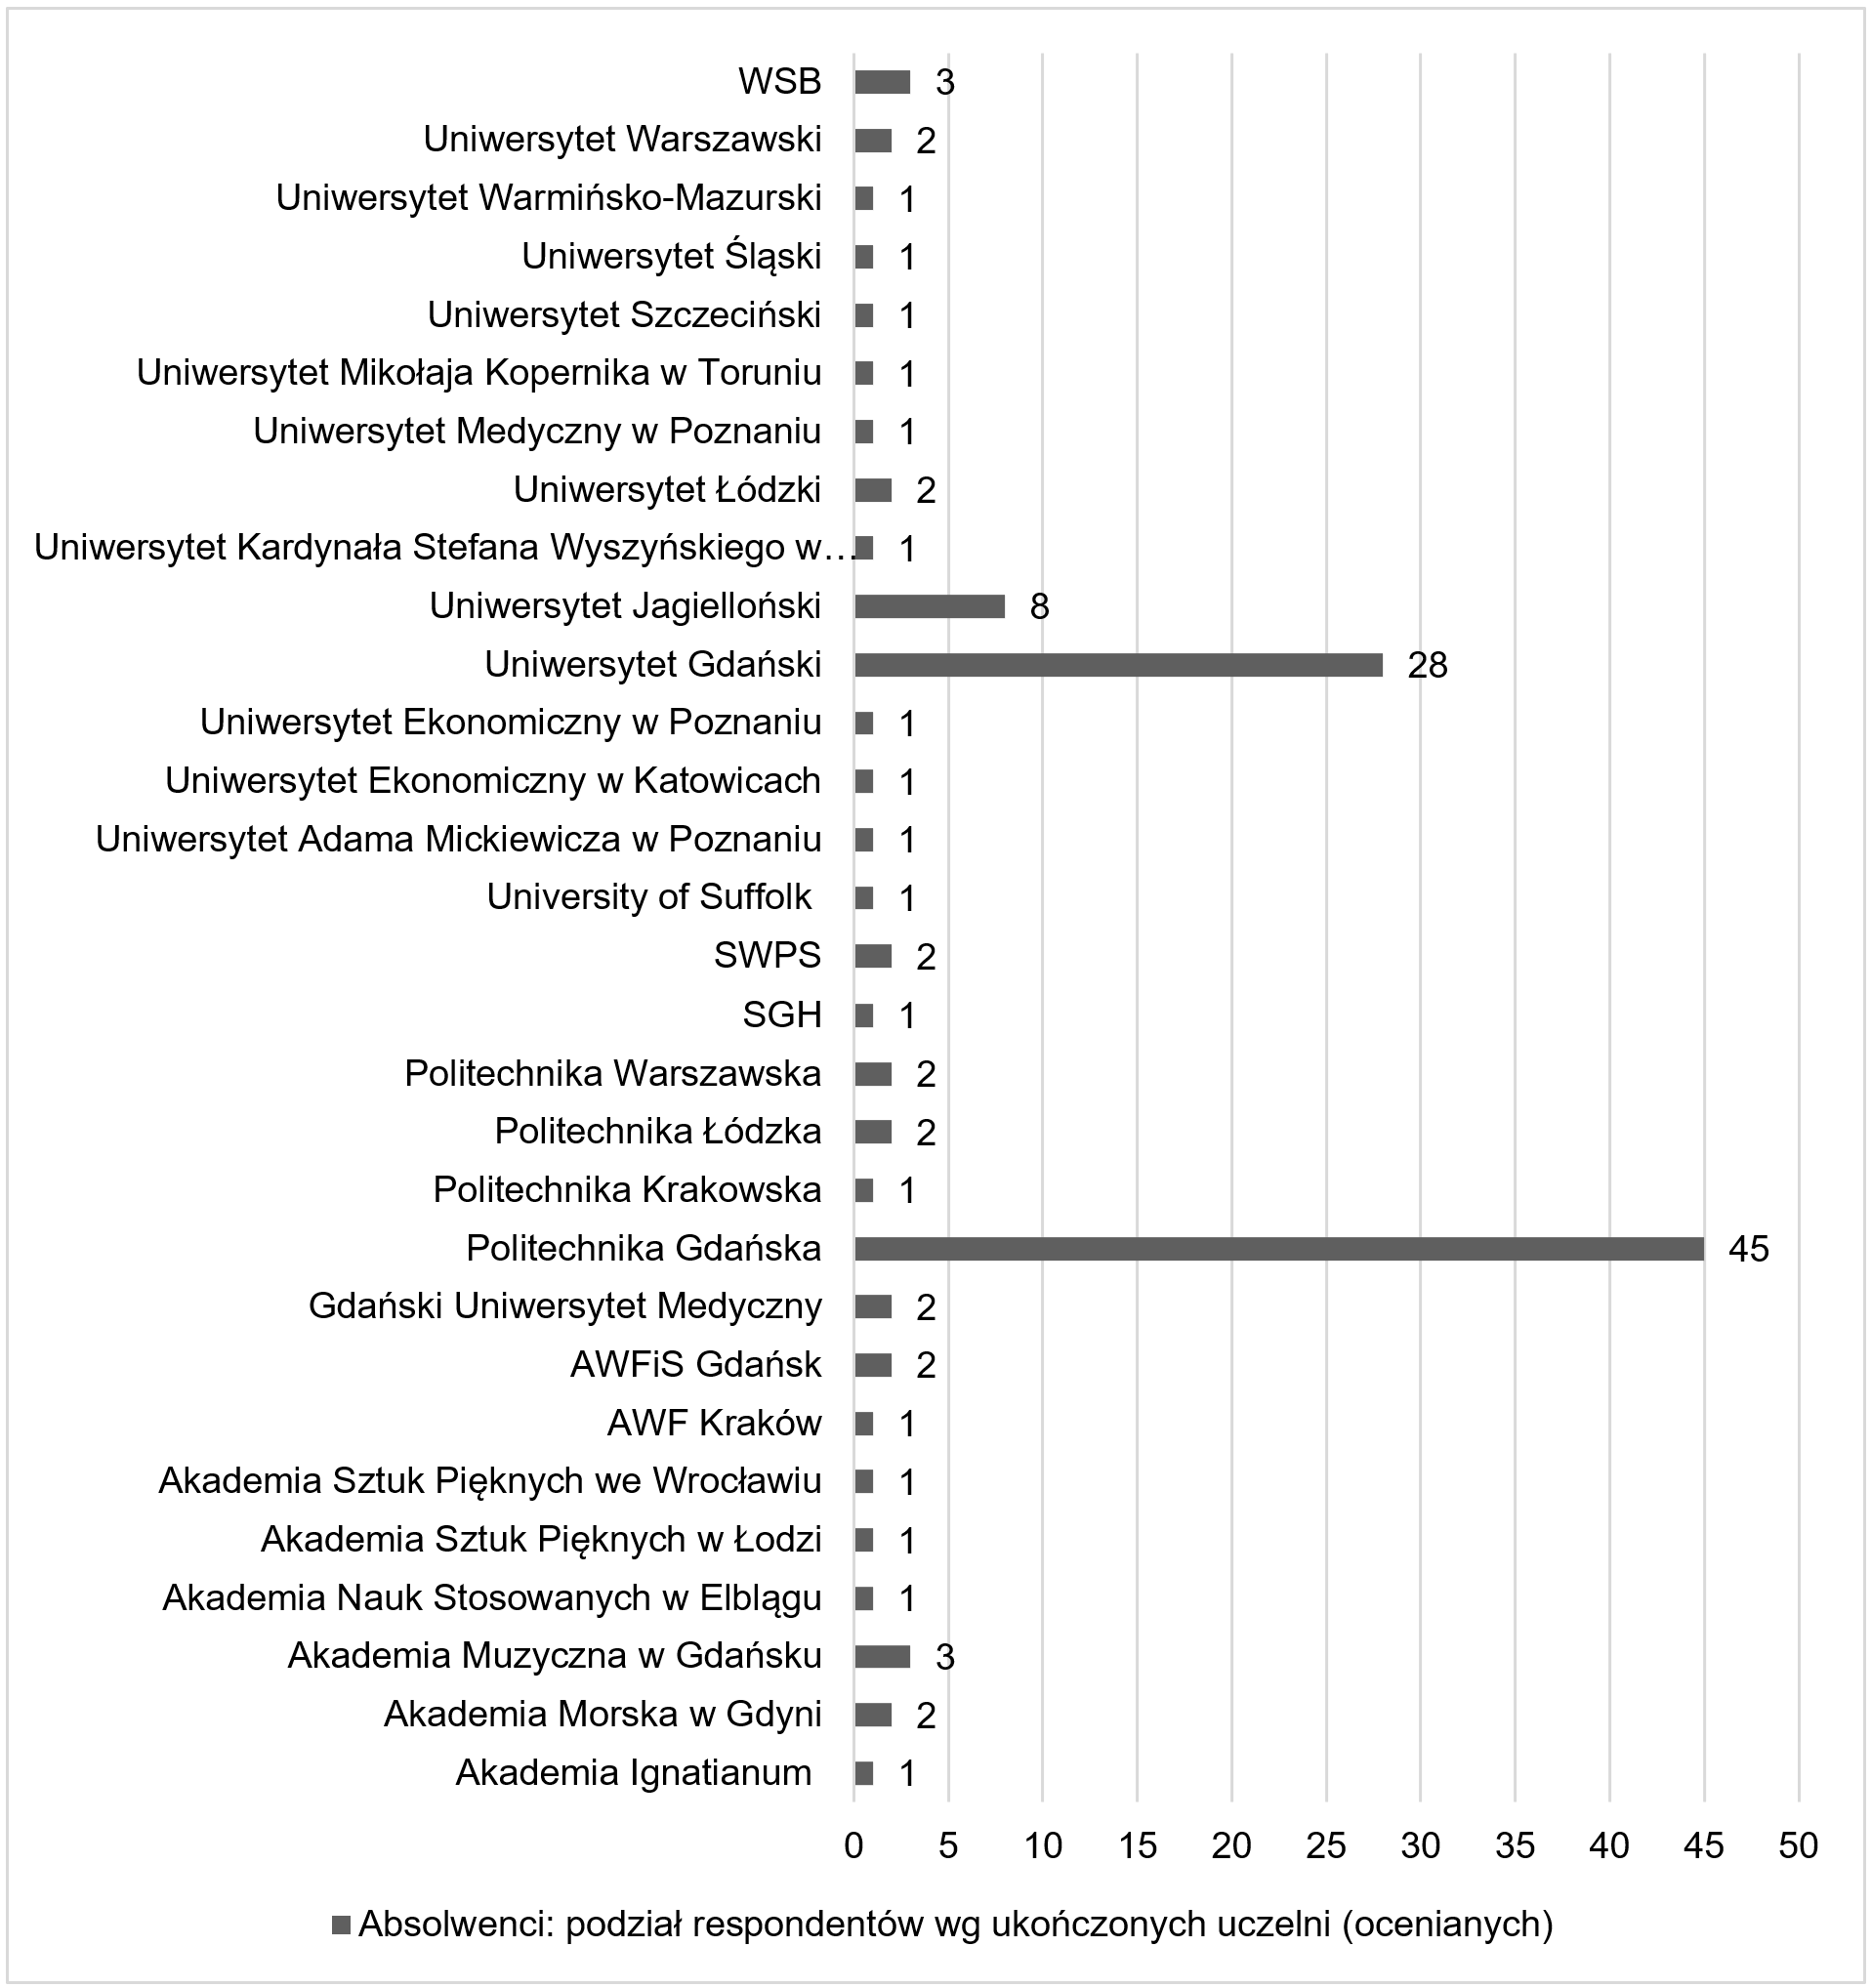 WSB 3
Uniwersytet Warszawski 2
Uniwersytet Warmińsko-Mazurski 1
Uniwersytet Śląski 1
Uniwersytet Szczeciński 1
Uniwersytet Mikołaja Kopernika w Toruniu 1
Uniwersytet Medyczny w Poznaniu 1
Uniwersytet Łódzki 2
Uniwersytet Kardynała Stefana Wyszyńskiego w… 1
Uniwersytet Jagielloński 8
Uniwersytet Gdański 28
Uniwersytet Ekonomiczny w Poznaniu 1
Uniwersytet Ekonomiczny w Katowicach 1
Uniwersytet Adama Mickiewicza w Poznaniu 1
University of Suffolk 1
SWPS 2
SGH 1
Politechnika Warszawska 2
Politechnika Łódzka 2
Politechnika Krakowska 1
Politechnika Gdańska 45
Gdański Uniwersytet Medyczny 2
AWFiS Gdańsk 2
AWF Kraków 1
Akademia Sztuk Pięknych we Wrocławiu 1
Akademia Sztuk Pięknych w Łodzi 1
Akademia Nauk Stosowanych w Elblągu 1
Akademia Muzyczna w Gdańsku 3
Akademia Morska w Gdyni 2
Akademia Ignatianum 1
0 5 10 15 20 25 30 35 40 45 50
Absolwenci: podział respondentów wg ukończonych uczelni (ocenianych)